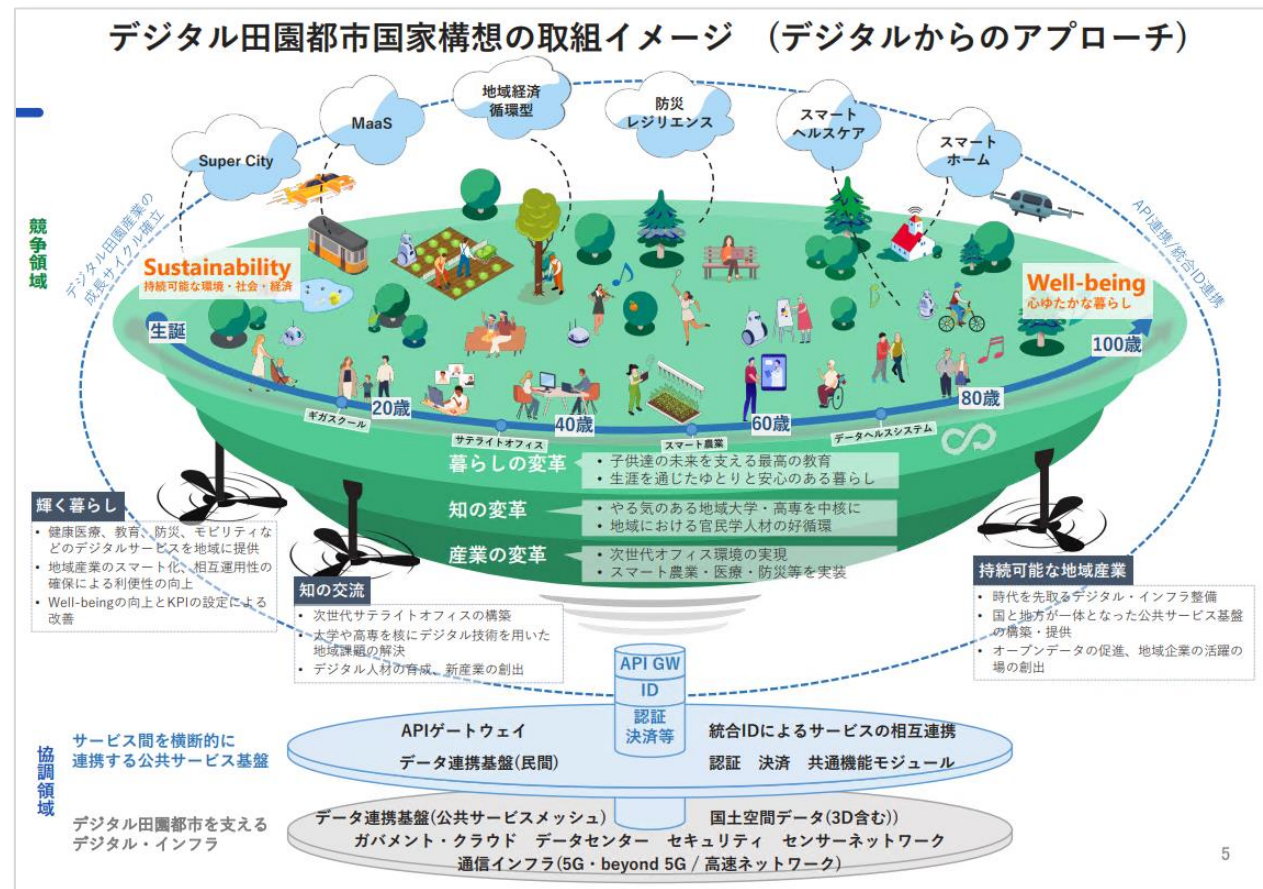 デジタル田園都市国家構想の取組イメージ （デジタルからのアプローチ）
Super City
MaaS
地域経済
循環型
防災
レジリエンス
スマート
ヘルスケア
スマート
ホーム
競争領域
デジタル田園産業の
成長サイクル確立
API連携/統合ID連携
Sustainability
持続可能な環境・社会・経済
Well-being
心ゆたかな暮らし
生誕
20歳
40歳
60歳
80歳
100歳
ギガスクール
サテライトオフィス
スマート農業
データヘルスシステム
暮らしの変革
• 子供達の未来を支える最高の教育
• 生涯を通じたゆとりと安心のある暮らし
知の変革
• やる気のある地域大学・高専を中核に
• 地域における官民学人材の好循環
産業の変革
• 次世代オフィス環境の実現
• スマート農業・医療・防災等を実装
輝く暮らし
• 健康医療、教育、防災、モビリティな
どのデジタルサービスを地域に提供
• 地域産業のスマート化、相互運用性の
確保による利便性の向上
• Well-beingの向上とKPIの設定による
改善
知の交流
• 次世代サテライトオフィスの構築
• 大学や高専を核にデジタル技術を用いた
地域課題の解決
• デジタル人材の育成、新産業の創出
持続可能な地域産業
• 時代を先取るデジタル・インフラ整備
• 国と地方が一体となった公共サービス基盤
の構築・提供
• オープンデータの促進、地域企業の活躍の
場の創出
API GW
ID
認証
決済等
協調領域
サービス間を横断的に
連携する公共サービス基盤
APIゲートウェイ
統合IDによるサービスの相互連携
データ連携基盤(民間)
認証 決済 共通機能モジュール
デジタル田園都市を支える
デジタル・インフラ
データ連携基盤(公共サービスメッシュ)
国土空間データ(3D含む))
ガバメント・クラウド データセンター セキュリティ センサーネットワーク
通信インフラ(5G・beyond 5G / 高速ネットワーク)
5